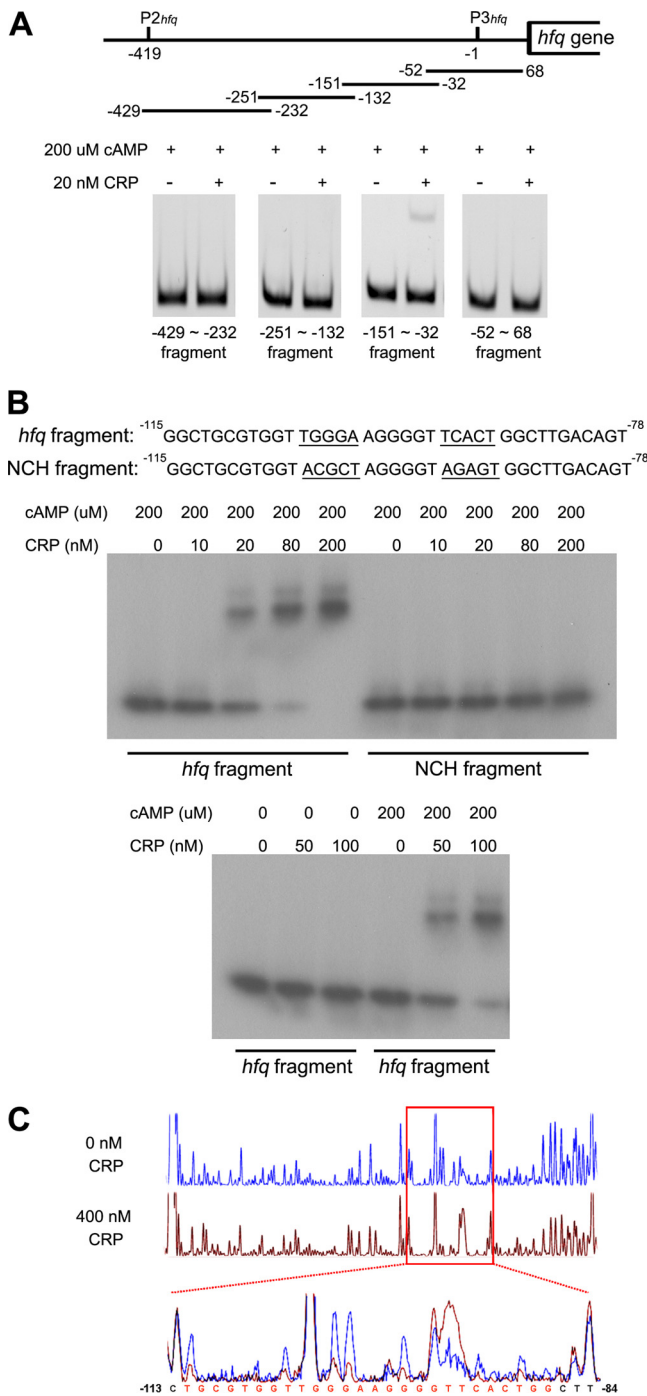 A
P2hfq
P3hfq
hfq gene
-419
-1
-52 68
-151 -32
-251 -132
-429 -232
200 uM cAMP + + + + + + + +
20 nM CRP - + - + - + - +
-429 ~ -232 fragment
-251 ~ -132 fragment
-151 ~ -32 fragment
-52 ~ 68 fragment
B
hfq fragment: -115GGCTGCGTGGT TGGGA AGGGGT TCACT GGCTTGACAGT-78
NCH fragment: -115GGCTGCGTGGT ACGCT AGGGGT AGAGT GGCTTGACAGT-78
cAMP (uM) 200 200 200 200 200 200 200 200 200 200
CRP (nM) 0 10 20 80 200 0 10 20 80 200
hfq fragment
NCH fragment
cAMP (uM) 0 0 0 200 200 200
CRP (nM) 0 50 100 0 50 100
hfq fragment
hfq fragment
C
0 nM
CRP
400 nM
CRP
-113 C T G C G T G G T T G G G A A G G G G T T C A C T G G C T T -84